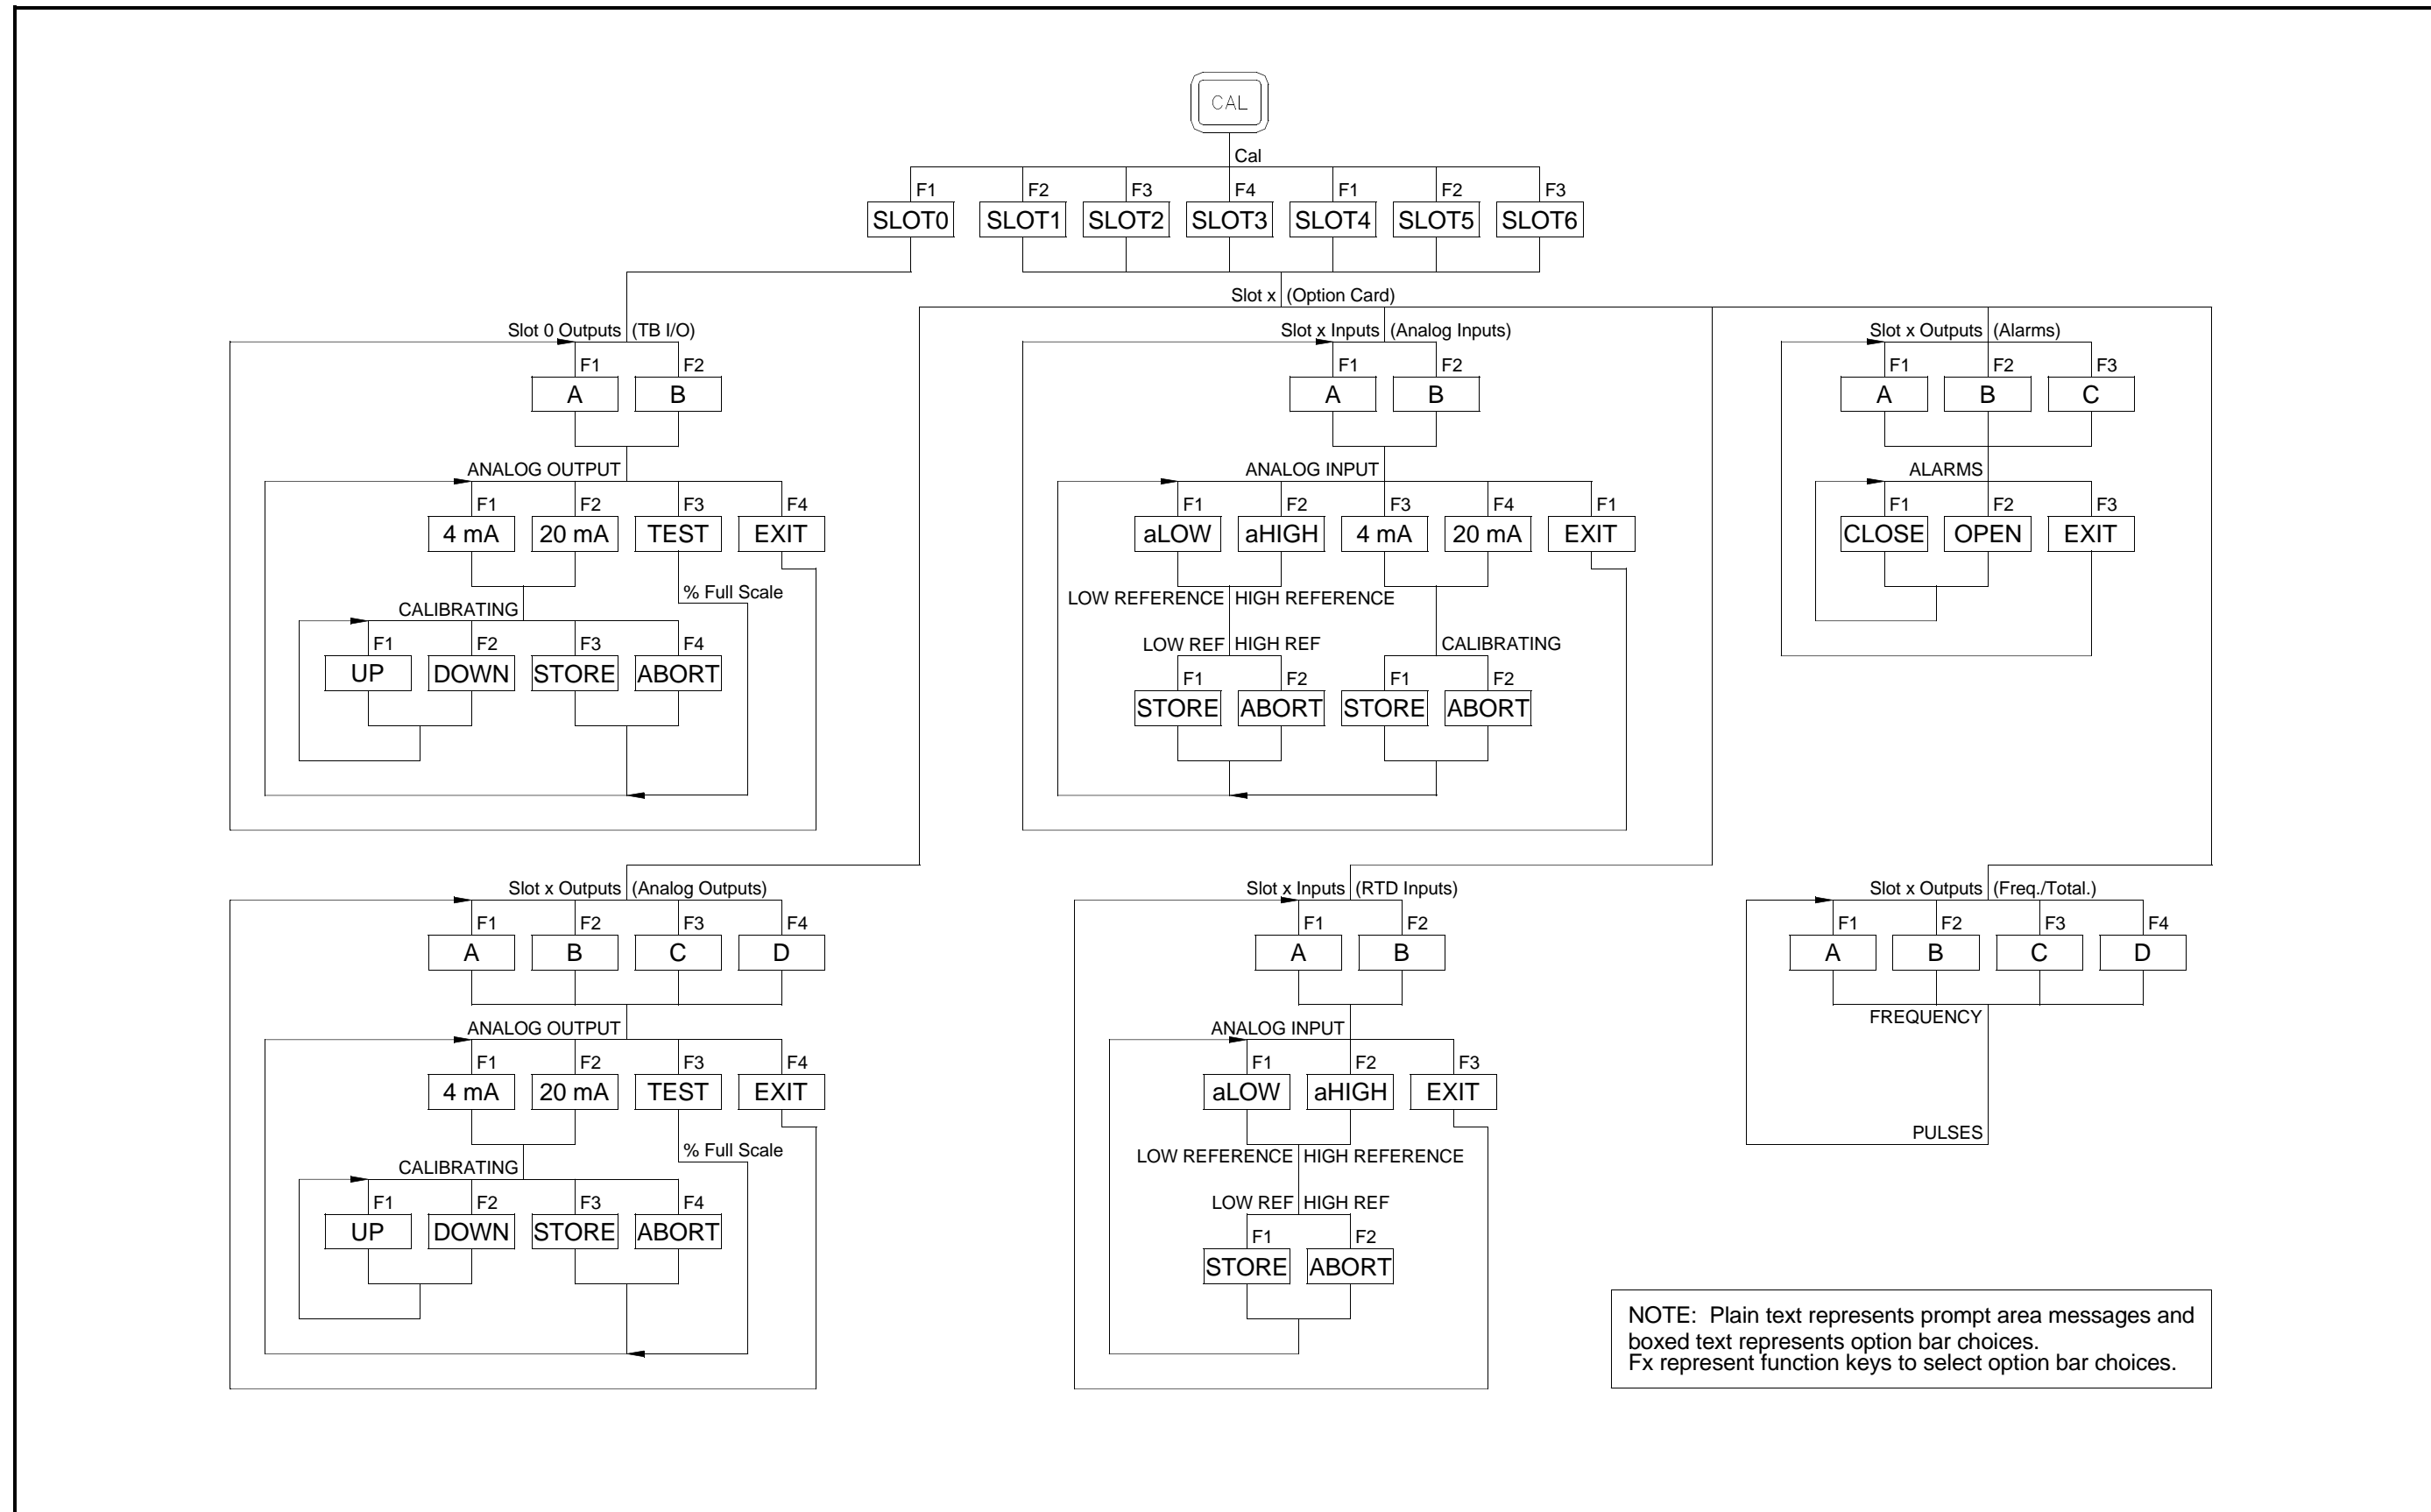 CAL
Cal
F1 F2 F3 F4 F1 F2 F3
SLOT0 SLOT1 SLOT2 SLOT3 SLOT4 SLOT5 SLOT6
Slot x (Option Card)
Slot 0 Outputs (TB I/O)
F1 F2
A B
ANALOG OUTPUT
F1 F2 F3 F4
4 mA 20 mA TEST EXIT
% Full Scale
CALIBRATING
F1 F2 F3 F4
UP DOWN STORE ABORT
Slot x Inputs (Analog Inputs)
F1 F2
A B
ANALOG INPUT
F1 F2 F3 F4 F1
aLOW aHIGH 4 mA 20 mA EXIT
LOW REFERENCE HIGH REFERENCE
LOW REF HIGH REF CALIBRATING
F1 F2 F1 F2
STORE ABORT STORE ABORT
Slot x Outputs (Alarms)
F1 F2 F3
A B C
ALARMS
F1 F2 F3
CLOSE OPEN EXIT
Slot x Outputs (Analog Outputs)
F1 F2 F3 F4
A B C D
ANALOG OUTPUT
F1 F2 F3 F4
4 mA 20 mA TEST EXIT
% Full Scale
CALIBRATING
F1 F2 F3 F4
UP DOWN STORE ABORT
Slot x Inputs (RTD Inputs)
F1 F2
A B
ANALOG INPUT
F1 F2 F3
aLOW aHIGH EXIT
LOW REFERENCE HIGH REFERENCE
LOW REF HIGH REF
F1 F2
STORE ABORT
Slot x Outputs (Freq./Total.)
F1 F2 F3 F4
A B C D
FREQUENCY
PULSES
NOTE: Plain text represents prompt area messages and
boxed text represents option bar choices.
Fx represent function keys to select option bar choices.